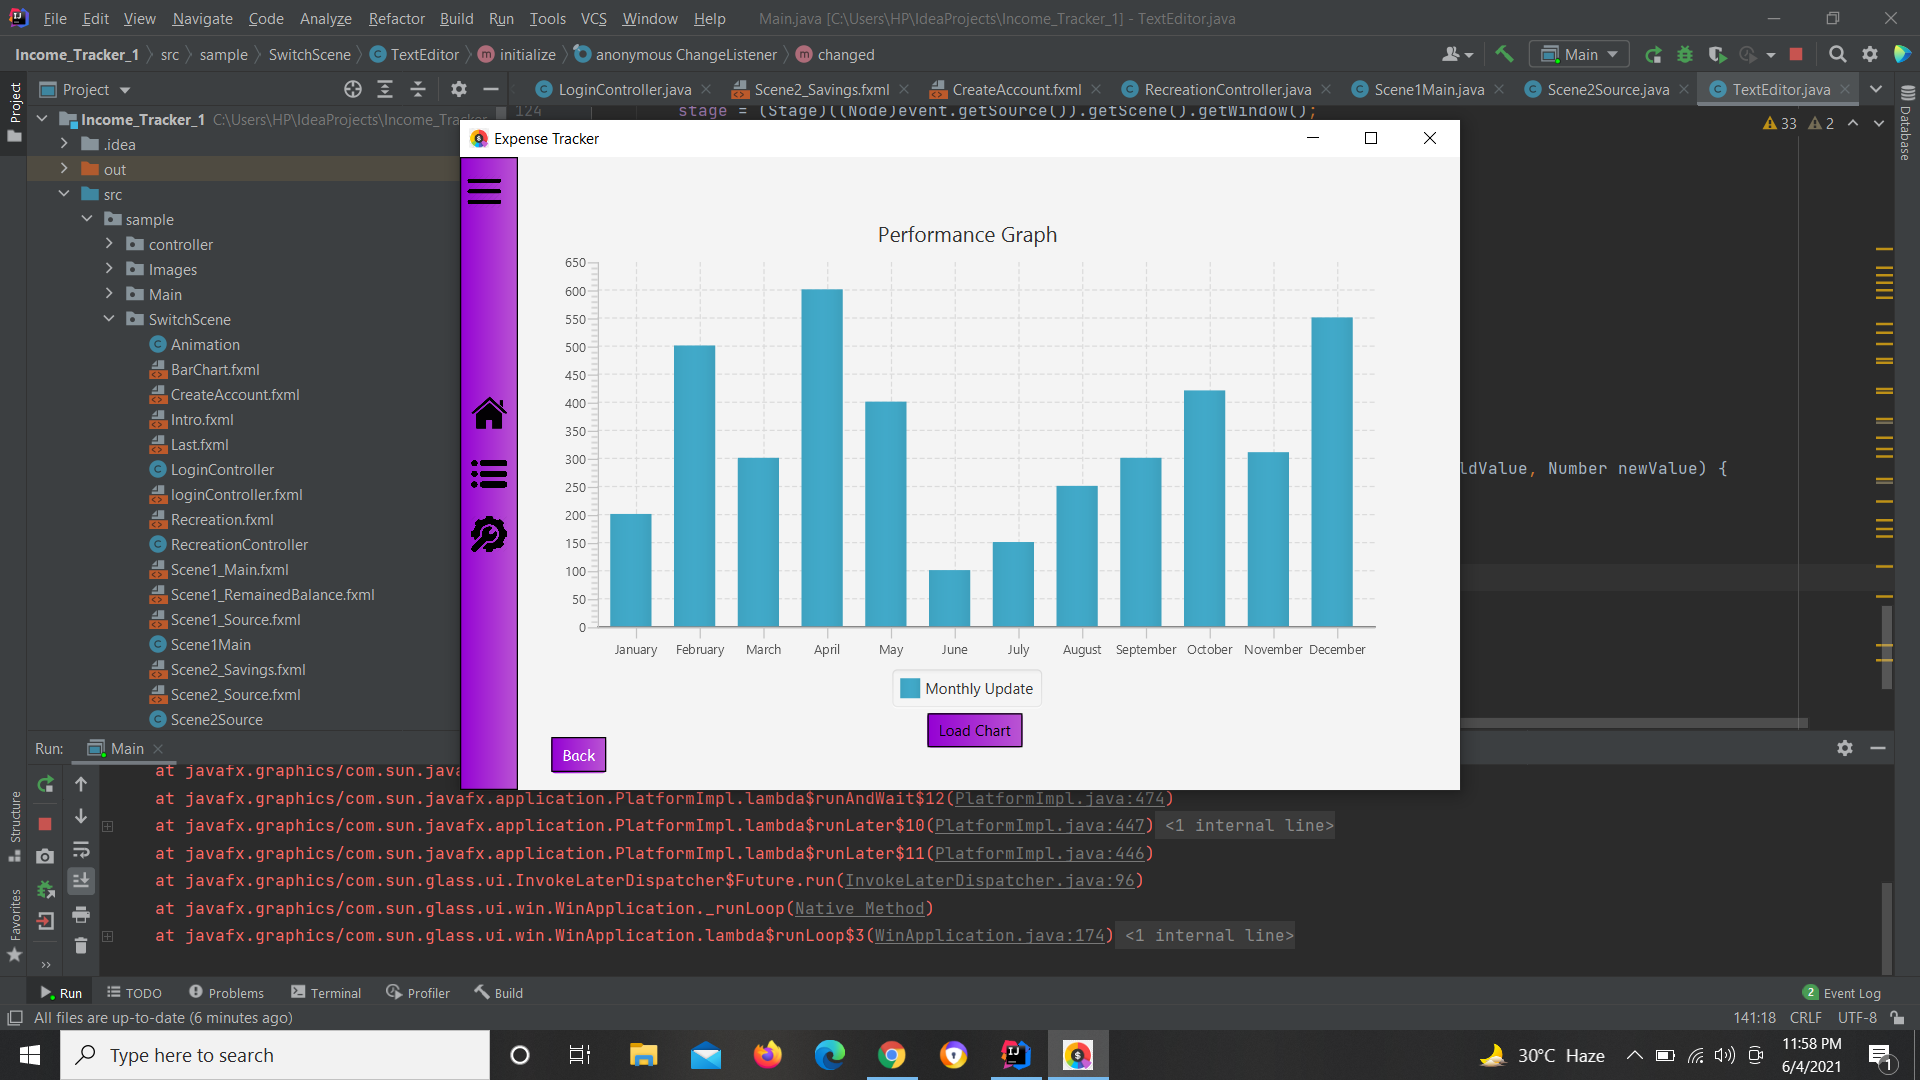 File Edit View Navigate Code Analyze Refactor Build Run Tools VCS Window Help Main.java [C:\Users\HP\IdeaProjects\Income_Tracker_1] - TextEditor.java
Income_Tracker_1 src sample SwitchScene TextEditor initialize anonymous ChangeListener changed Main
Project Project LoginController.java Scene2_Savings.fxml CreateAccount.fxml RecreationController.java Scene1Main.java Scene2Source.java TextEditor.java
124 stage = (Stage)((Node)event.getSource()).getScene().getWindow();
Income_Tracker_1 C:\Users\HP\IdeaProjects\Income_Tracker
33 2
Database
.idea
out
src
sample
controller
Images
Main
SwitchScene
Animation
BarChart.fxml
CreateAccount.fxml
Intro.fxml
Last.fxml
LoginController
loginController.fxml
Recreation.fxml
RecreationController
Scene1_Main.fxml
Scene1_RemainedBalance.fxml
Scene1_Source.fxml
Scene1Main
Scene2_Savings.fxml
Scene2_Source.fxml
Scene2Source
Expense Tracker
Performance Graph
650
600
550
500
450
400
350
300
250
200
150
100
50
0
January February March April May June July August September October November December
Monthly Update
Load Chart
Back
ldValue, Number newValue) {
Run: Main
at javafx.graphics/com.sun.java
at javafx.graphics/com.sun.javafx.application.PlatformImpl.lambda$runAndWait$12(PlatformImpl.java:474)
at javafx.graphics/com.sun.javafx.application.PlatformImpl.lambda$runLater$10(PlatformImpl.java:447) <1 internal line>
at javafx.graphics/com.sun.javafx.application.PlatformImpl.lambda$runLater$11(PlatformImpl.java:446)
at javafx.graphics/com.sun.glass.ui.InvokeLaterDispatcher$Future.run(InvokeLaterDispatcher.java:96)
at javafx.graphics/com.sun.glass.ui.win.WinApplication._runLoop(Native Method)
at javafx.graphics/com.sun.glass.ui.win.WinApplication.lambda$runLoop$3(WinApplication.java:174) <1 internal line>
Structure
Favorites
Run TODO Problems Terminal Profiler Build 2 Event Log
All files are up-to-date (6 minutes ago) 141:18 CRLF UTF-8
Type here to search 30°C Haze 11:58 PM
6/4/2021 1